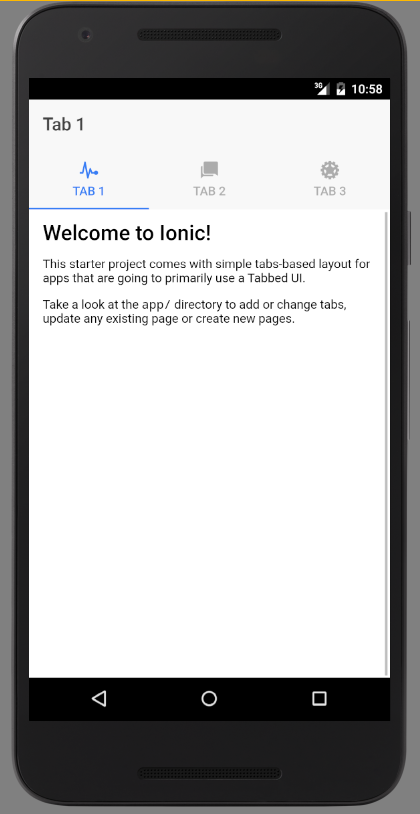 3G 10:58
Tab 1
TAB 1 TAB 2 TAB 3
Welcome to Ionic!
This starter project comes with simple tabs-based layout for
apps that are going to primarily use a Tabbed UI.
Take a look at the app/ directory to add or change tabs,
update any existing page or create new pages.